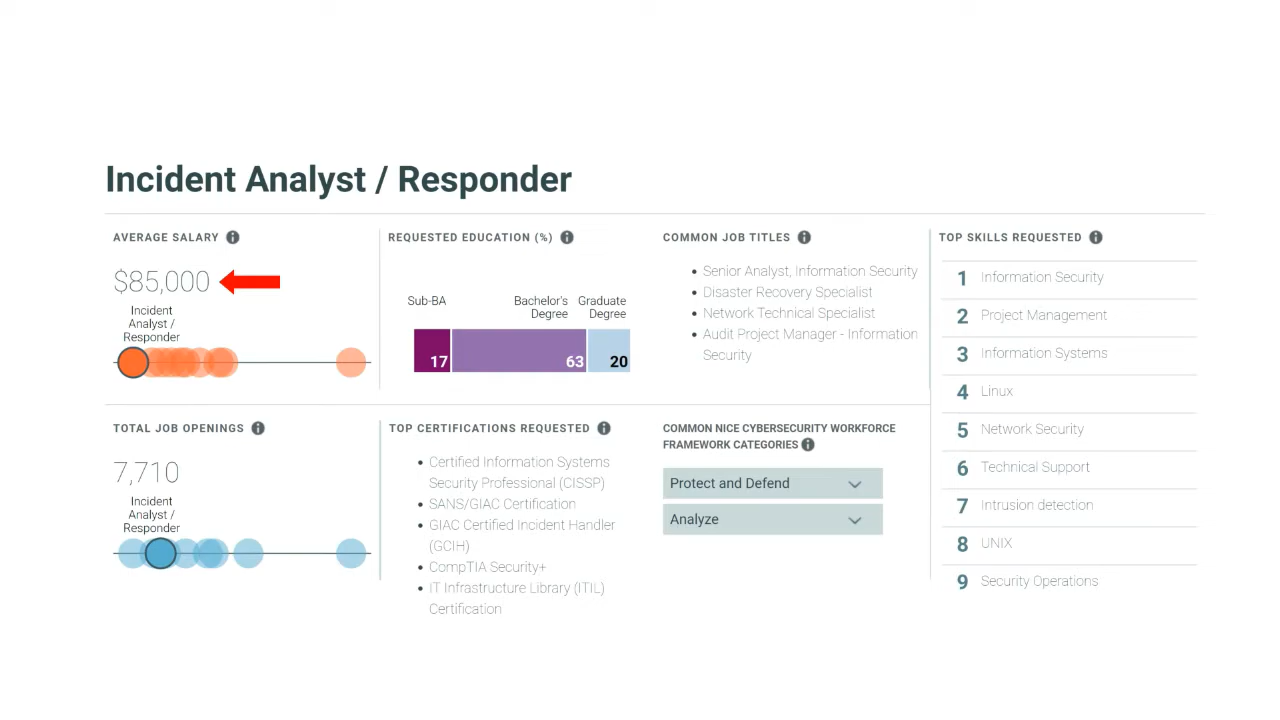 Incident Analyst / Responder
AVERAGE SALARY
$85,000
Incident
Analyst /
Responder
REQUESTED EDUCATION (%)
Sub-BA
Bachelor's
Degree
Graduate
Degree
17
63
20
COMMON JOB TITLES
Senior Analyst, Information Security
Disaster Recovery Specialist
Network Technical Specialist
Audit Project Manager - Information
Security
TOTAL JOB OPENINGS
7,710
Incident
Analyst /
Responder
TOP CERTIFICATIONS REQUESTED
Certified Information Systems
Security Professional (CISSP)
SANS/GIAC Certification
GIAC Certified Incident Handler
(GCIH)
CompTIA Security+
IT Infrastructure Library (ITIL)
Certification
COMMON NICE CYBERSECURITY WORKFORCE
FRAMEWORK CATEGORIES
Protect and Defend
Analyze
TOP SKILLS REQUESTED
1 Information Security
2 Project Management
3 Information Systems
4 Linux
5 Network Security
6 Technical Support
7 Intrusion detection
8 UNIX
9 Security Operations